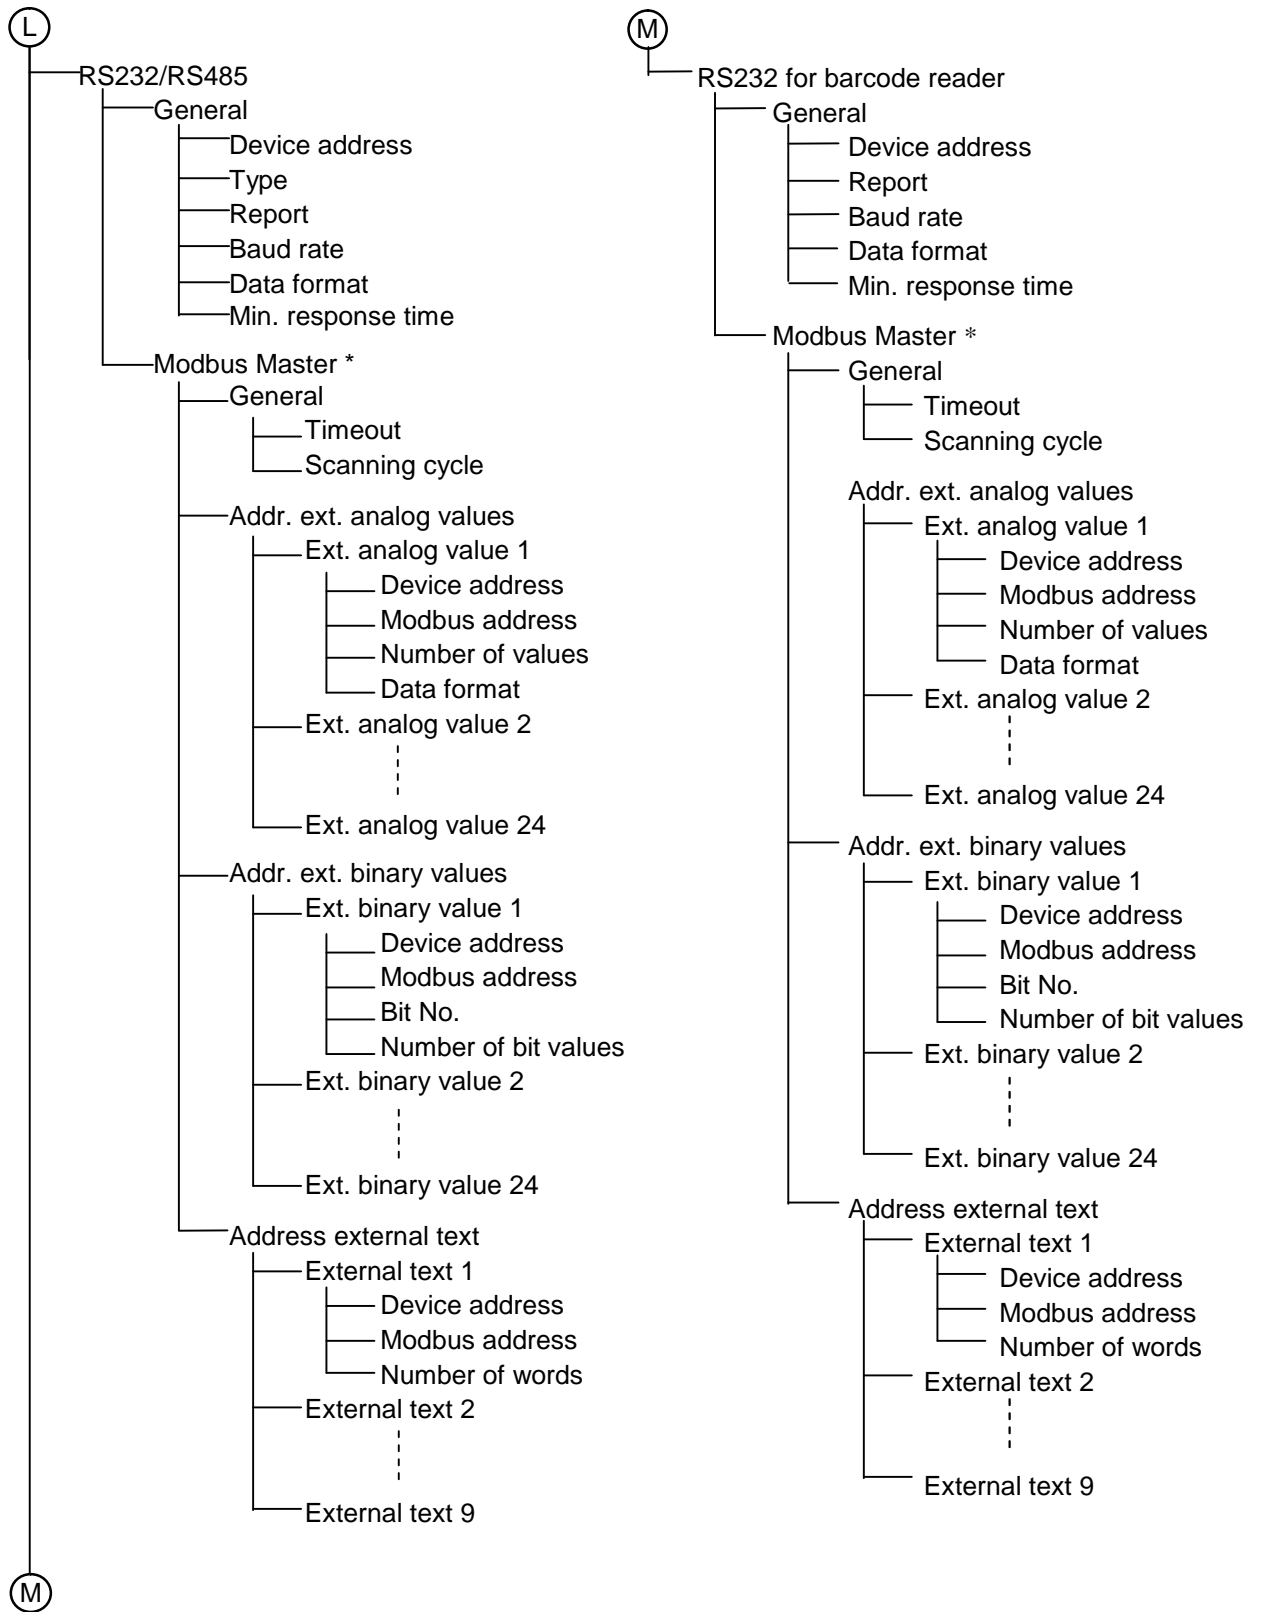 L
RS232/RS485
General
Device address
Type
Report
Baud rate
Data format
Min. response time
Modbus Master *
General
Timeout
Scanning cycle
Addr. ext. analog values
Ext. analog value 1
Device address
Modbus address
Number of values
Data format
Ext. analog value 2
Ext. analog value 24
Addr. ext. binary values
Ext. binary value 1
Device address
Modbus address
Bit No.
Number of bit values
Ext. binary value 2
Ext. binary value 24
Address external text
External text 1
Device address
Modbus address
Number of words
External text 2
External text 9
M
M
RS232 for barcode reader
General
Device address
Report
Baud rate
Data format
Min. response time
Modbus Master *
General
Timeout
Scanning cycle
Addr. ext. analog values
Ext. analog value 1
Device address
Modbus address
Number of values
Data format
Ext. analog value 2
Ext. analog value 24
Addr. ext. binary values
Ext. binary value 1
Device address
Modbus address
Bit No.
Number of bit values
Ext. binary value 2
Ext. binary value 24
Address external text
External text 1
Device address
Modbus address
Number of words
External text 2
External text 9